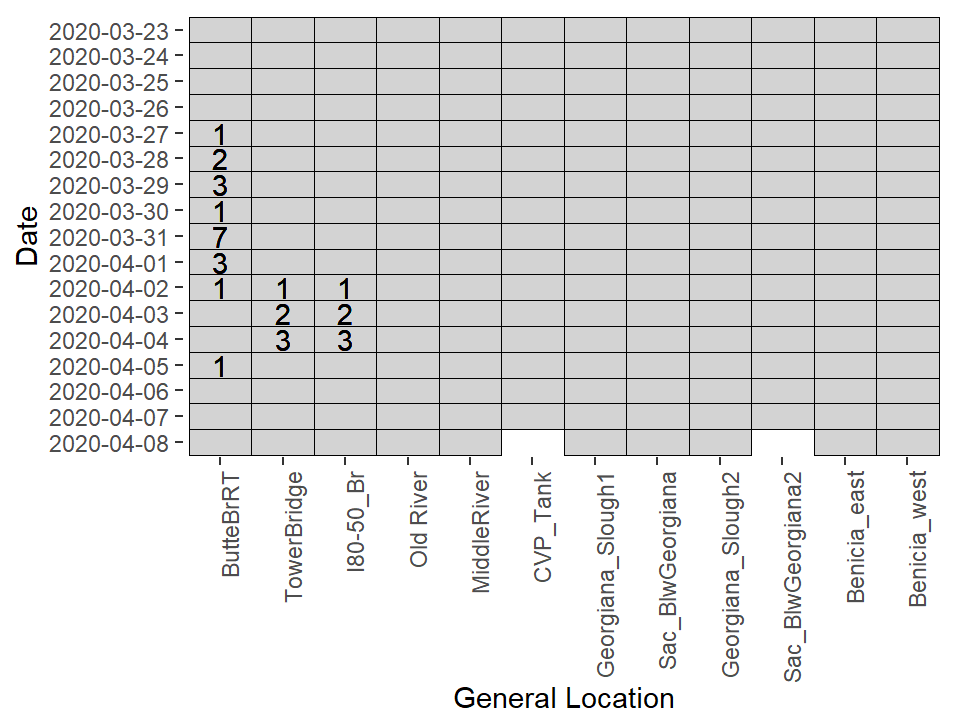 2020-03-23
2020-03-24
2020-03-25
2020-03-26
2020-03-27 1
2020-03-28 2
2020-03-29 3
2020-03-30 1
2020-03-31 7
2020-04-01 3
2020-04-02 1 1 1
2020-04-03 2 2
2020-04-04 3 3
2020-04-05 1
2020-04-06
2020-04-07
2020-04-08
Date
ButteBrRT
TowerBridge
I80-50_Br
Old River
MiddleRiver
CVP_Tank
Georgiana_Slough1
Sac_BlwGeorgiana
Georgiana_Slough2
Sac_BlwGeorgiana2
Benicia_east
Benicia_west
General Location